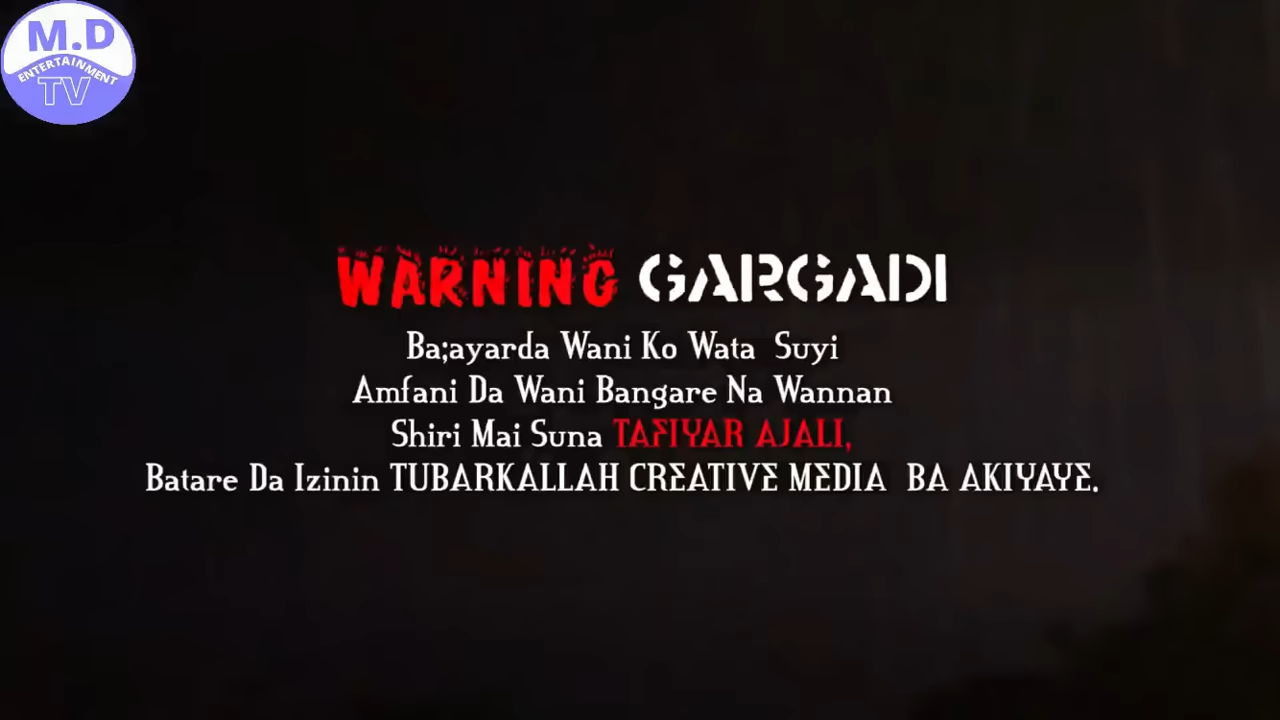 M.D
ENTERTAINMENT
TV
WARNING GARGADI
Ba;ayarda Wani Ko Wata Suyi
Amfani Da Wani Bangare Na Wannan
Shiri Mai Suna TAFIYAR AJALI,
Batare Da Izinin TUBARKALLAH CREATIVE MEDIA BA AKIYAYE.